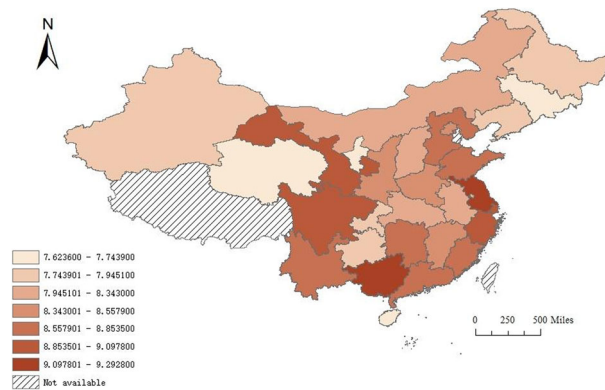 N
7.623600 - 7.743900
7.743901 - 7.945100
7.945101 - 8.343000
8.343001 - 8.557900
8.557901 - 8.853500
8.853501 - 9.097800
9.097801 - 9.292800
Not available
0 250 500 Miles